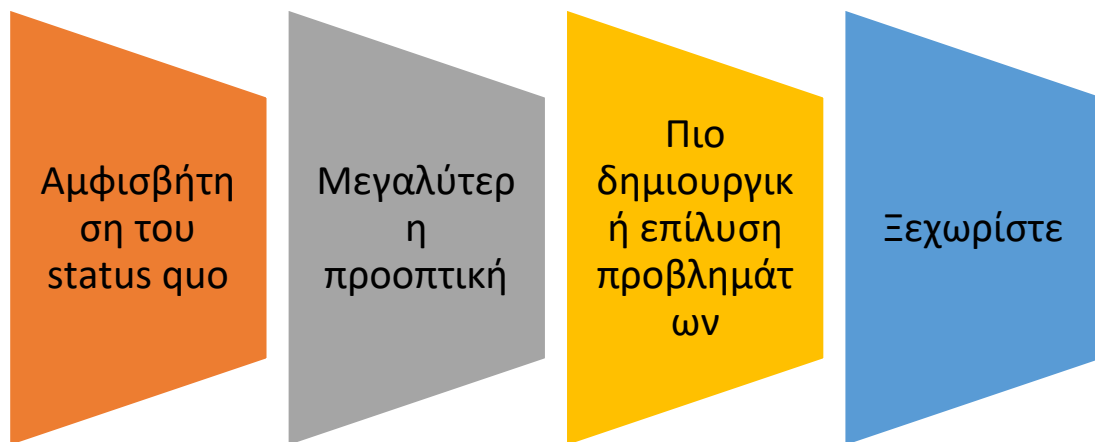 Αμφισβήτη
ση του
status quo
Μεγαλύτερ
η
προοπτική
Πιο
δημιουργικ
ή επίλυση
προβλημάτ
ων
Ξεχωρίστε